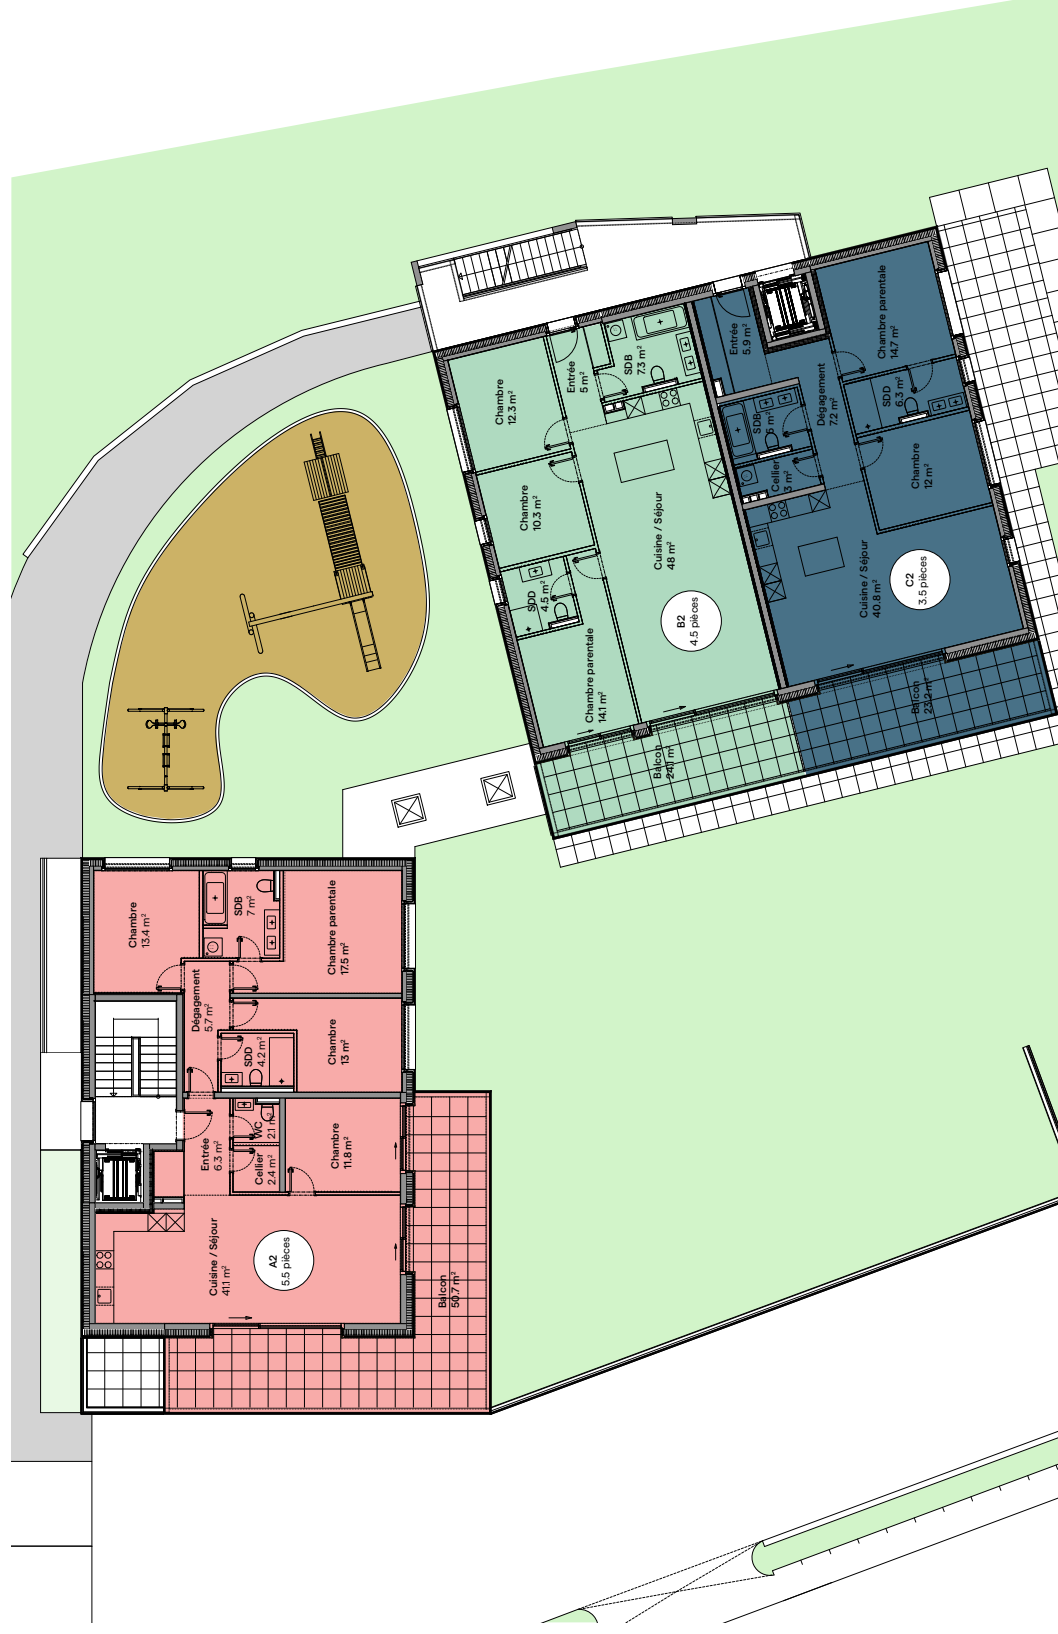 Chambre
12.3 m²
Entrée
5 m²
SDB
7.3 m²
Chambre
10.3 m²
SDD
4.5 m²
Chambre parentale
14.1 m²
Cuisine / Séjour
48 m²
B2
4.5 pièces
Balcon
24.1 m²
Entrée
5.9 m²
Chambre parentale
14.7 m²
Dégagement
7.2 m²
SDB
5 m²
SDD
6.3 m²
Cellier
3 m²
Chambre
12 m²
Cuisine / Séjour
40.8 m²
C2
3.5 pièces
Balcon
23.2 m²
Chambre
13.4 m²
SDB
7 m²
Chambre parentale
17.5 m²
Dégagement
5.7 m²
SDD
4.2 m²
Chambre
13 m²
Entrée
6.3 m²
WC
2.1 m²
Cellier
2.4 m²
Chambre
11.8 m²
Cuisine / Séjour
41.1 m²
A2
5.5 pièces
Balcon
50.7 m²